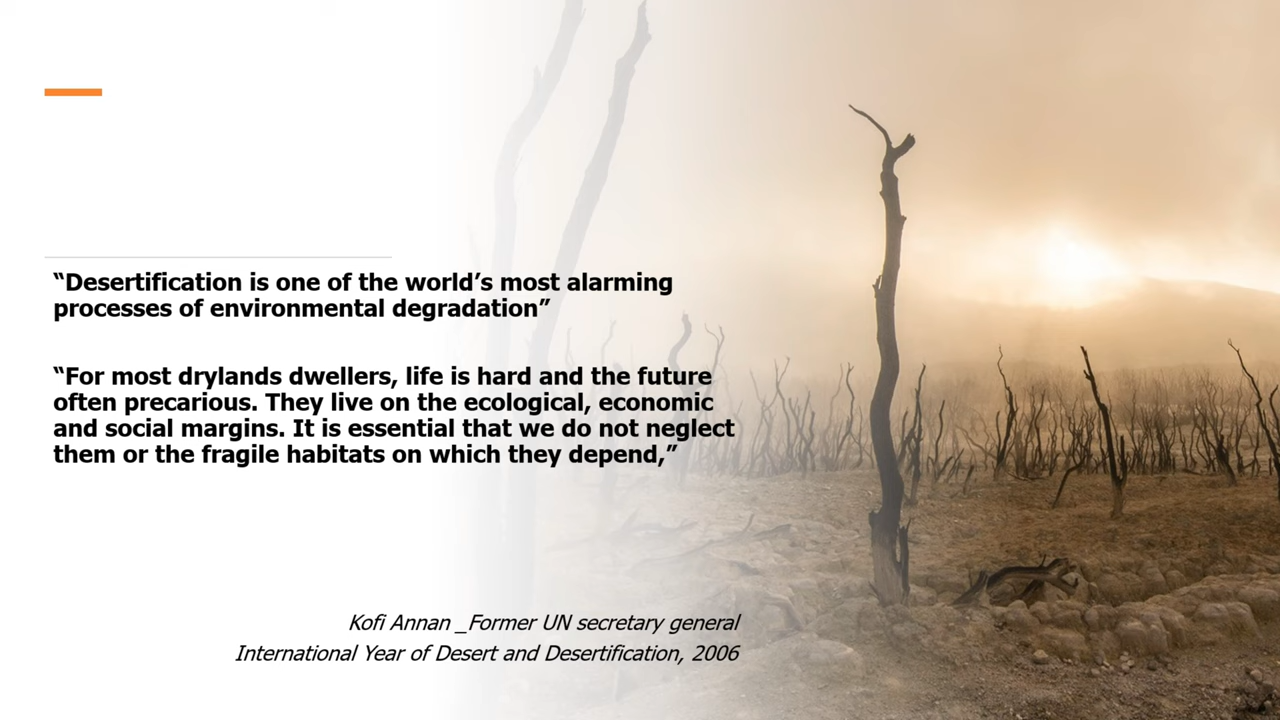 “Desertification is one of the world’s most alarming
processes of environmental degradation”
“For most drylands dwellers, life is hard and the future
often precarious. They live on the ecological, economic
and social margins. It is essential that we do not neglect
them or the fragile habitats on which they depend,”
Kofi Annan _Former UN secretary general
International Year of Desert and Desertification, 2006